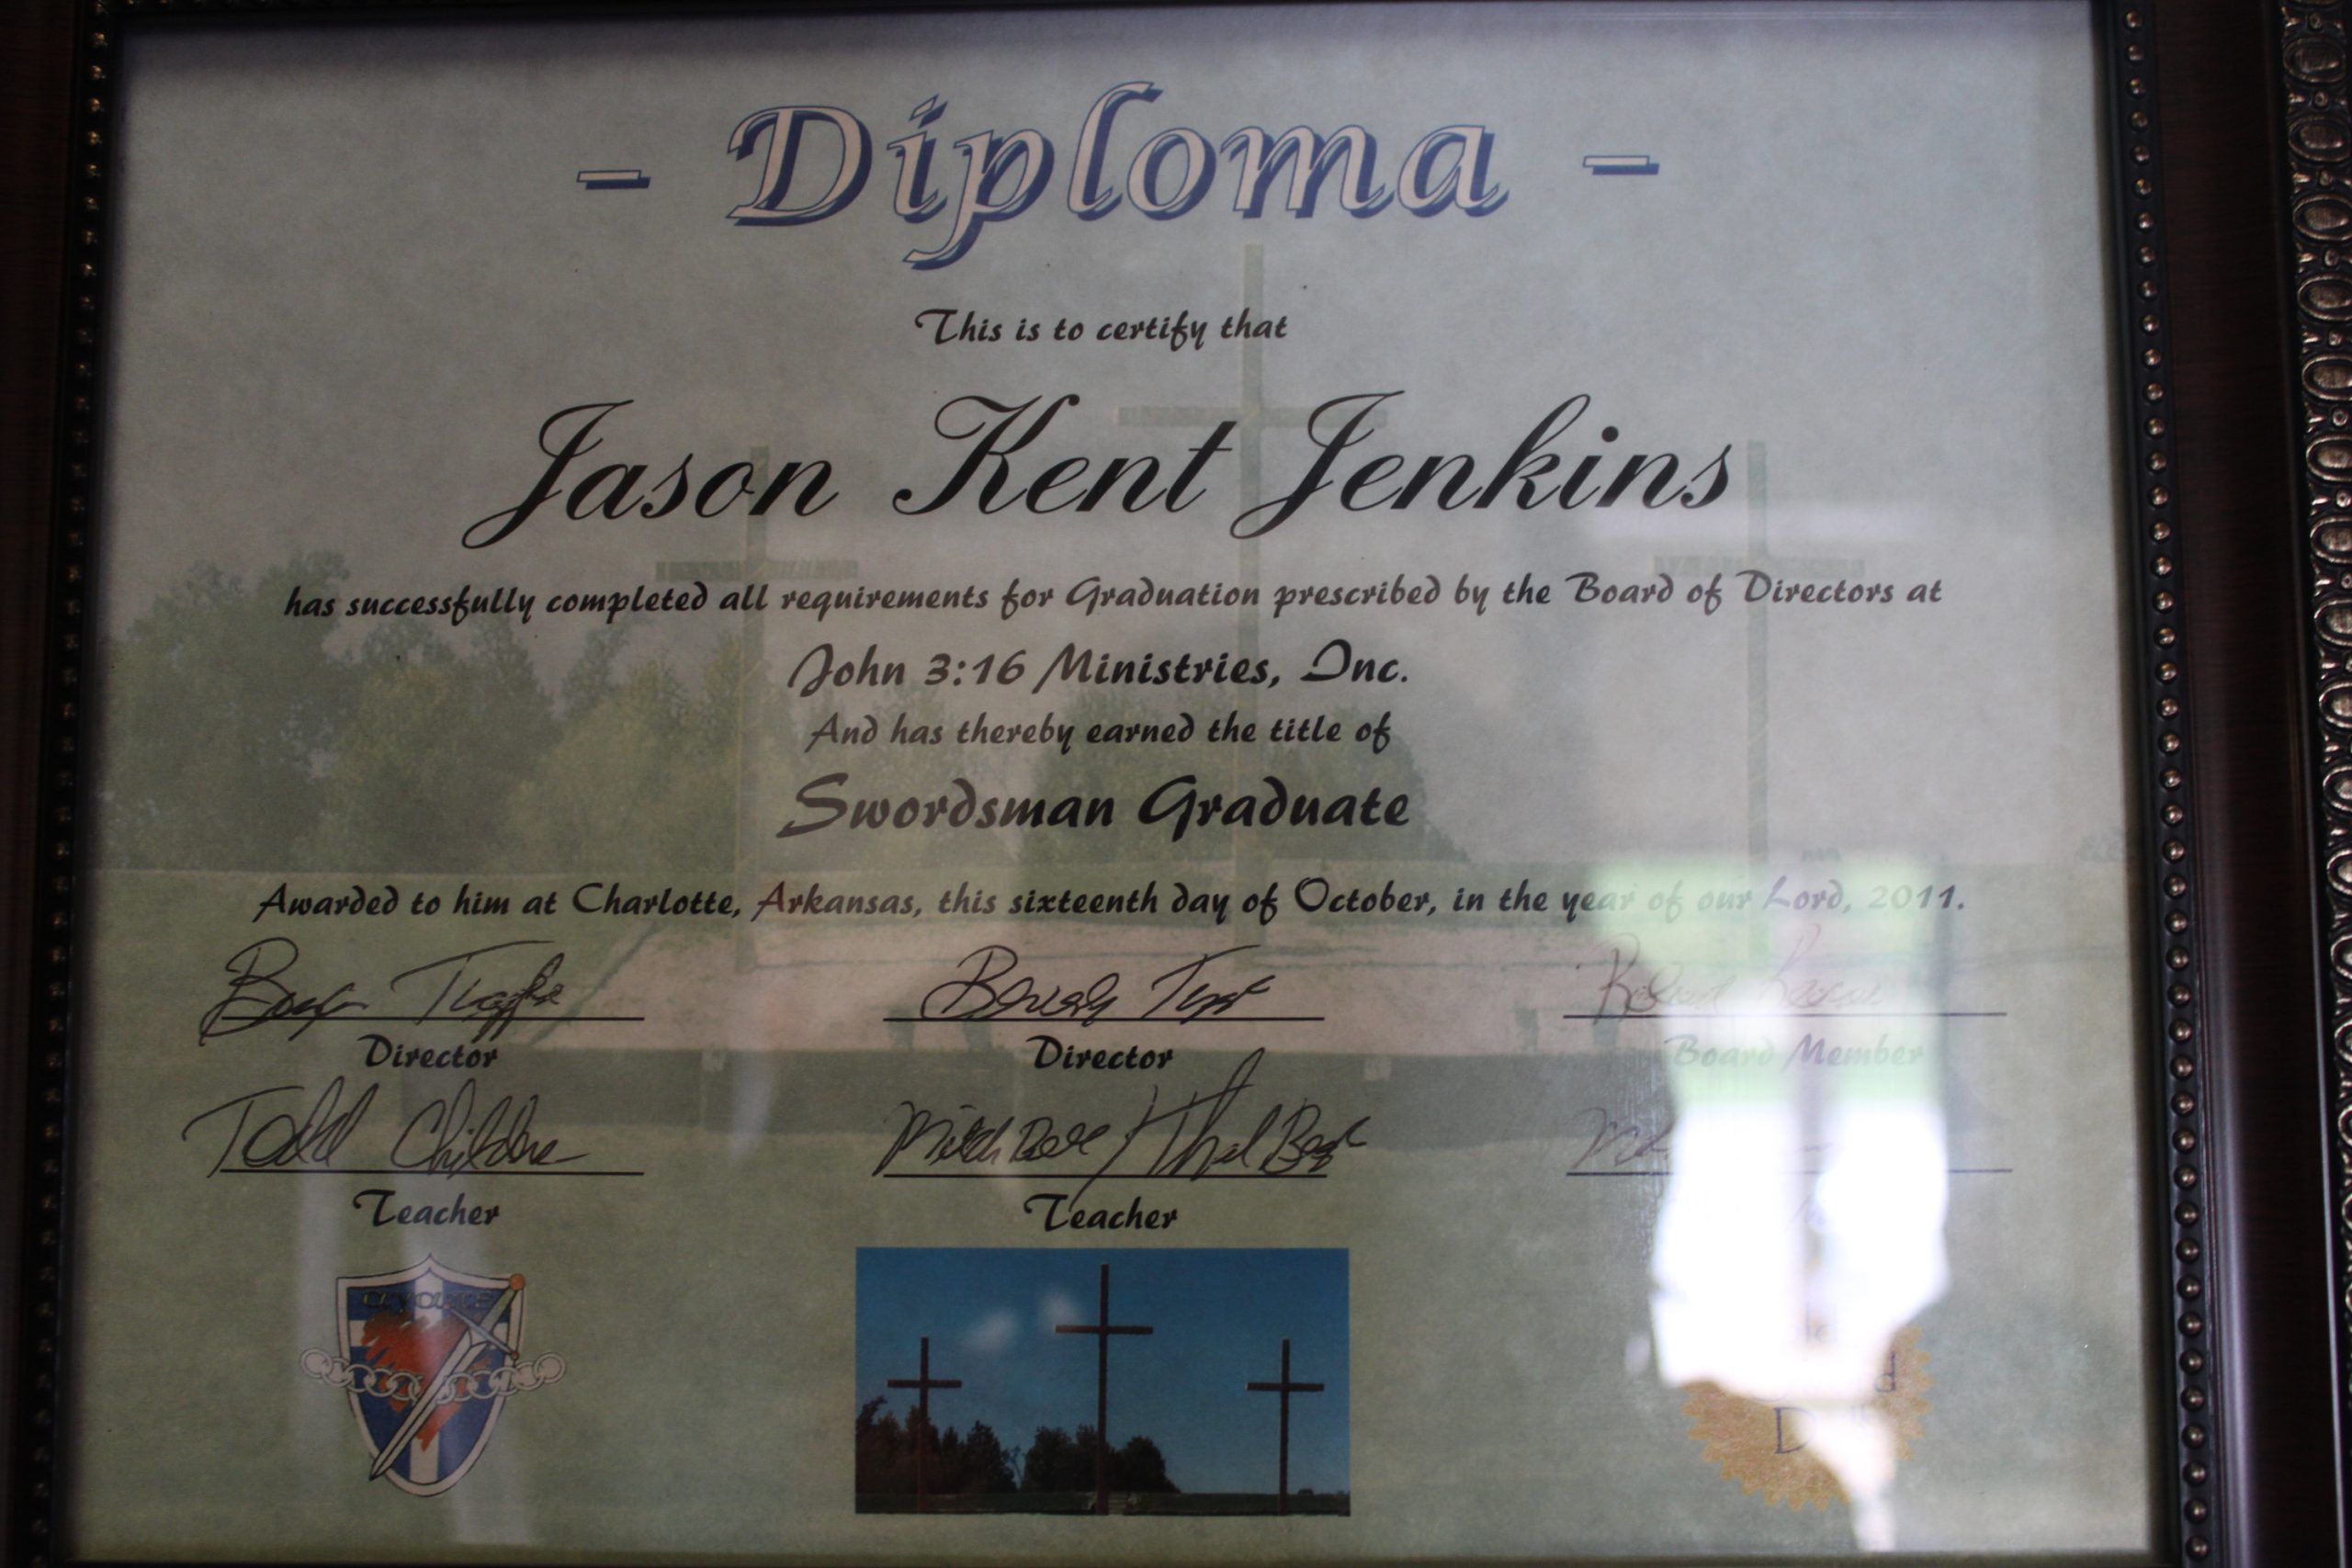 - Diploma -
This is to certify that
Jason Kent Jenkins
has successfully completed all requirements for Graduation prescribed by the Board of Directors at
John 3:16 Ministries, Inc.
And has thereby earned the title of
Swordsman Graduate
Awarded to him at Charlotte, Arkansas, this sixteenth day of October, in the year of our Lord, 2011.
Director Director Board Member
Todd
Teacher Teacher